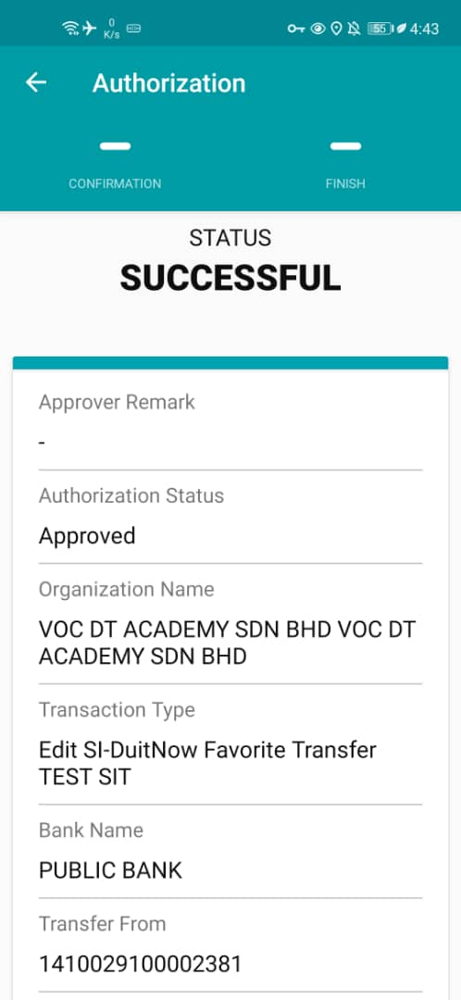 0
K/s
55
4:43
Authorization
CONFIRMATION
FINISH
STATUS
SUCCESSFUL
Approver Remark
-
Authorization Status
Approved
Organization Name
VOC DT ACADEMY SDN BHD VOC DT
ACADEMY SDN BHD
Transaction Type
Edit SI-DuitNow Favorite Transfer
TEST SIT
Bank Name
PUBLIC BANK
Transfer From
1410029100002381